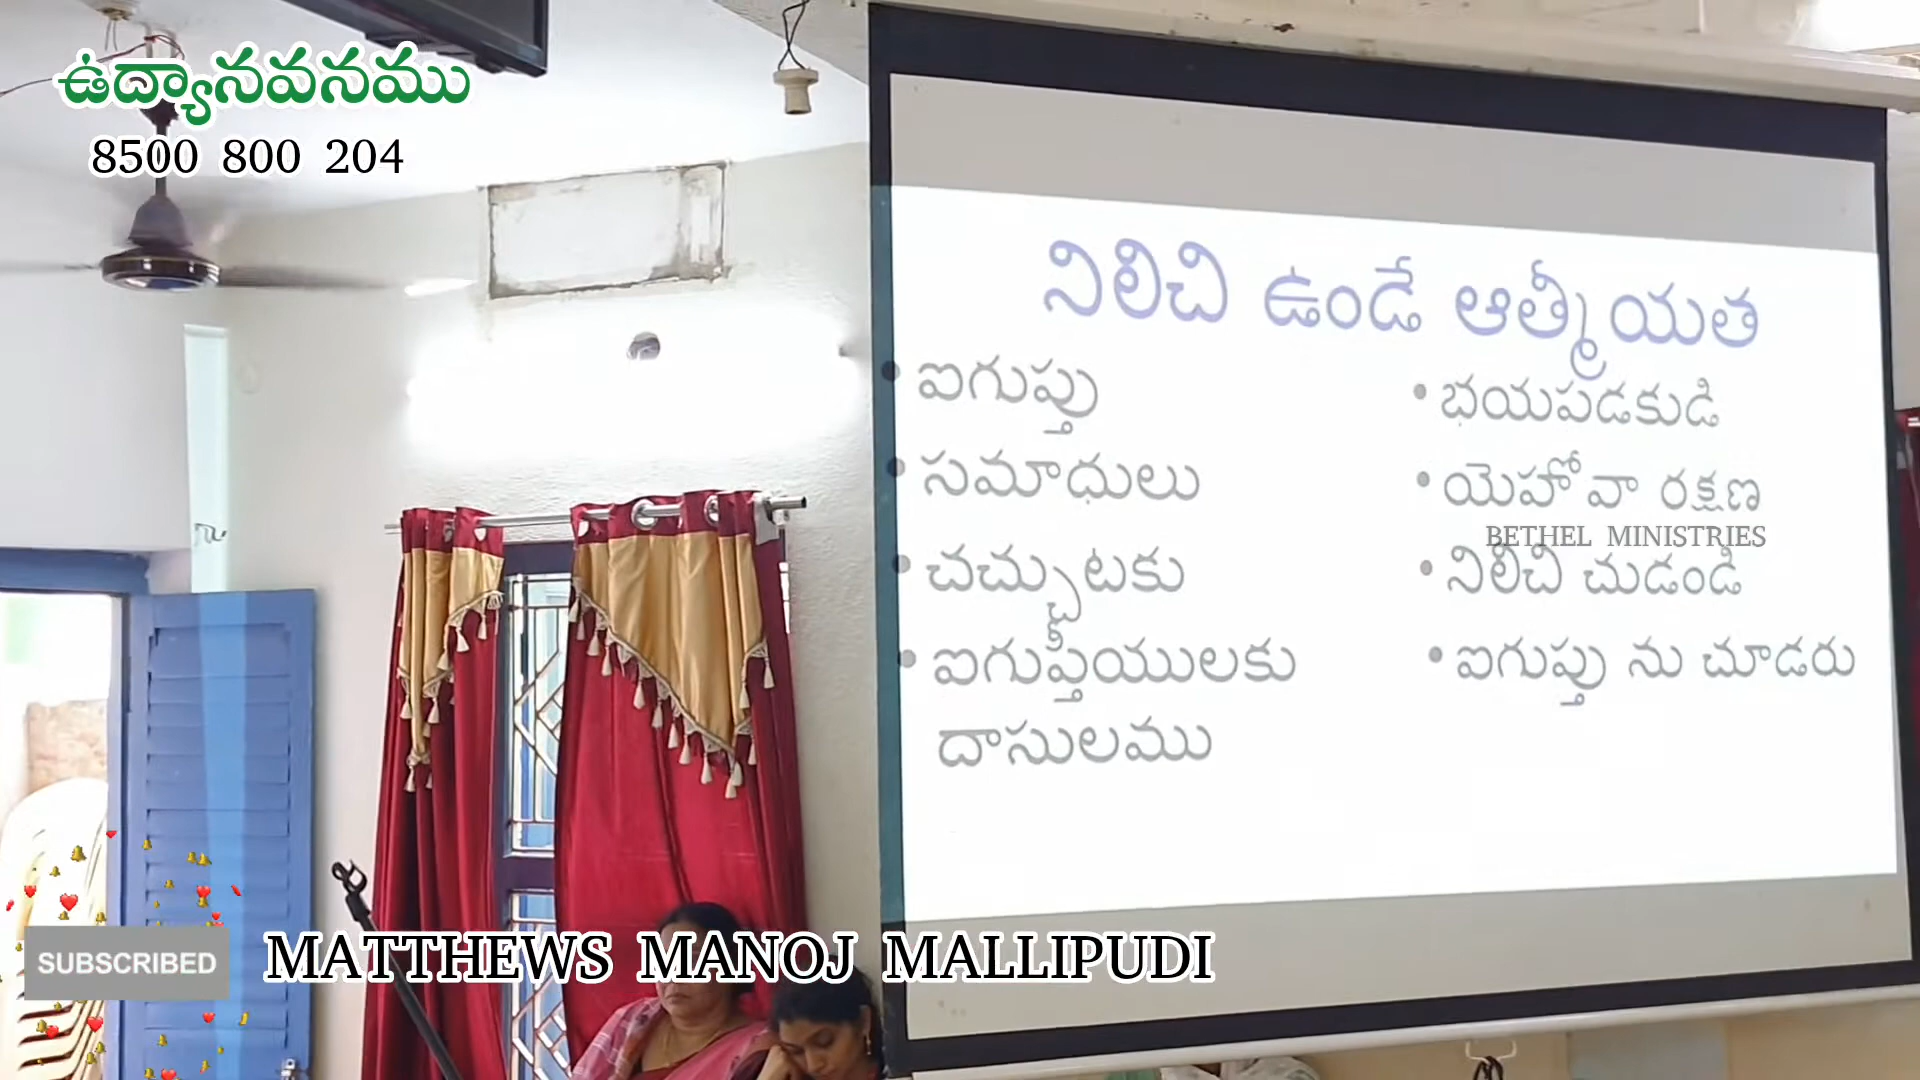 ఉద్యానవనము
8500 800 204
నిలిచి ఉండే ఆత్మీయత
• ఐగుప్తు
• సమాధులు
• చచ్చుటకు
• ఐగుప్తీయులకు
దాసులము
• భయపడకుడి
• యెహోవా రక్షణ
BETHEL MINISTRIES
• నిలిచి చుడండి
• ఐగుప్తు ను చూడరు
SUBSCRIBED
MATTHEWS MANOJ MALLIPUDI